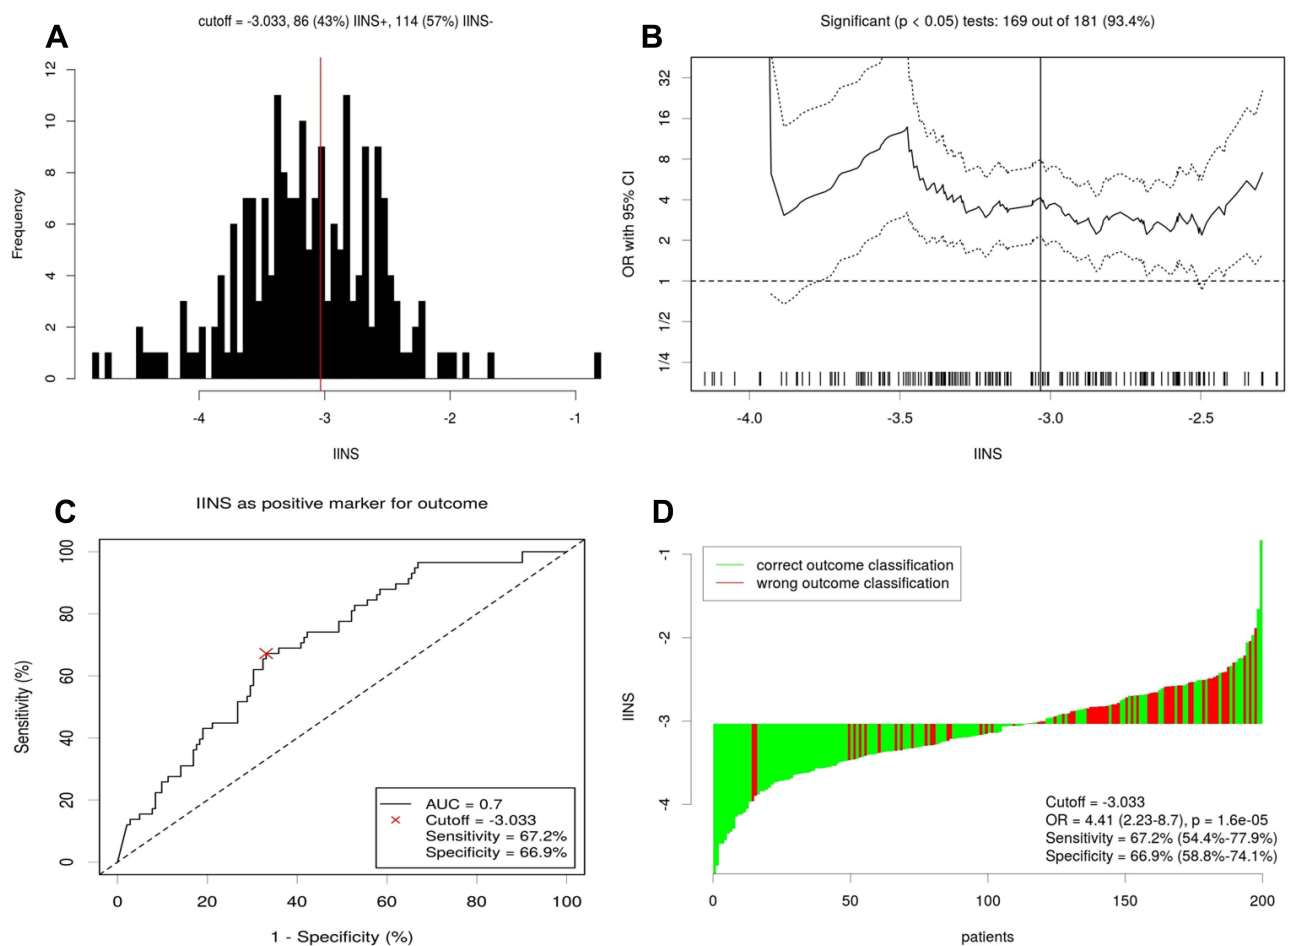 A
cutoff = -3.033, 86 (43%) IINS+, 114 (57%) IINS-
Frequency
12
10
8
6
4
2
0
-4
-3
-2
-1
IINS
B
Significant (p < 0.05) tests: 169 out of 181 (93.4%)
OR with 95% CI
32
16
8
4
2
1
1/2
1/4
-4.0
-3.5
-3.0
-2.5
IINS
C
IINS as positive marker for outcome
Sensitivity (%)
100
80
60
40
20
0
AUC = 0.7
Cutoff = -3.033
Sensitivity = 67.2%
Specificity = 66.9%
0
20
40
60
80
100
1 - Specificity (%)
D
IINS
-1
-2
-3
-4
correct outcome classification
wrong outcome classification
Cutoff = -3.033
OR = 4.41 (2.23-8.7), p = 1.6e-05
Sensitivity = 67.2% (54.4%-77.9%)
Specificity = 66.9% (58.8%-74.1%)
0
50
100
150
200
patients